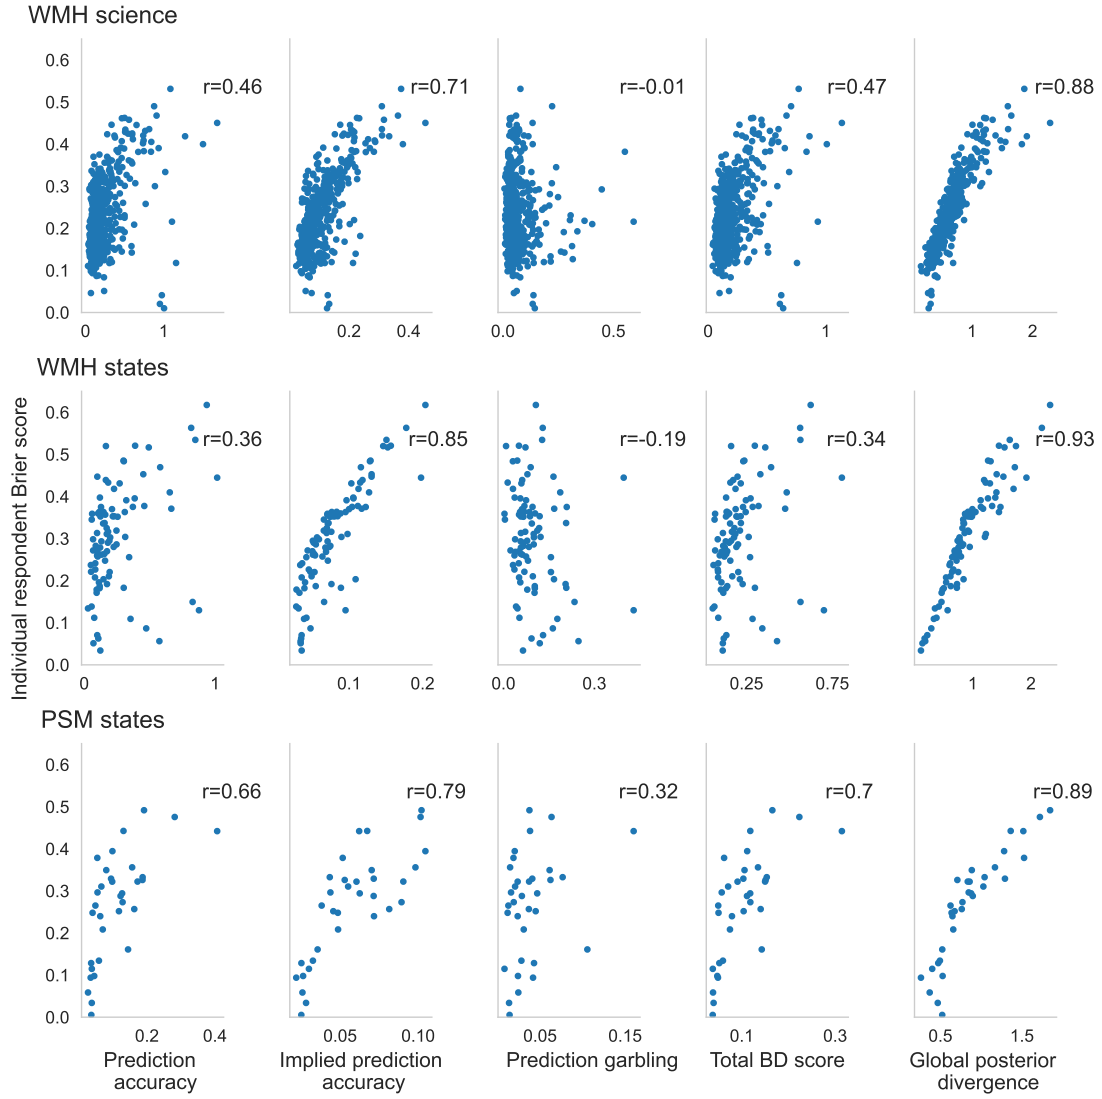 WMH science
0.6
0.5
0.4
0.3
0.2
0.1
0.0
r=0.46
r=0.71
r=-0.01
r=0.47
r=0.88
0 1
0.2 0.4
0.0 0.5
0 1
1 2
WMH states
Individual respondent Brier score
0.6
0.5
0.4
0.3
0.2
0.1
0.0
r=0.36
r=0.85
r=-0.19
r=0.34
r=0.93
0 1
0.1 0.2
0.0 0.3
0.25 0.75
1 2
PSM states
0.6
0.5
0.4
0.3
0.2
0.1
0.0
r=0.66
r=0.79
r=0.32
r=0.7
r=0.89
0.2 0.4
0.05 0.10
0.05 0.15
0.1 0.3
0.5 1.5
Prediction
accuracy
Implied prediction
accuracy
Prediction garbling
Total BD score
Global posterior
divergence